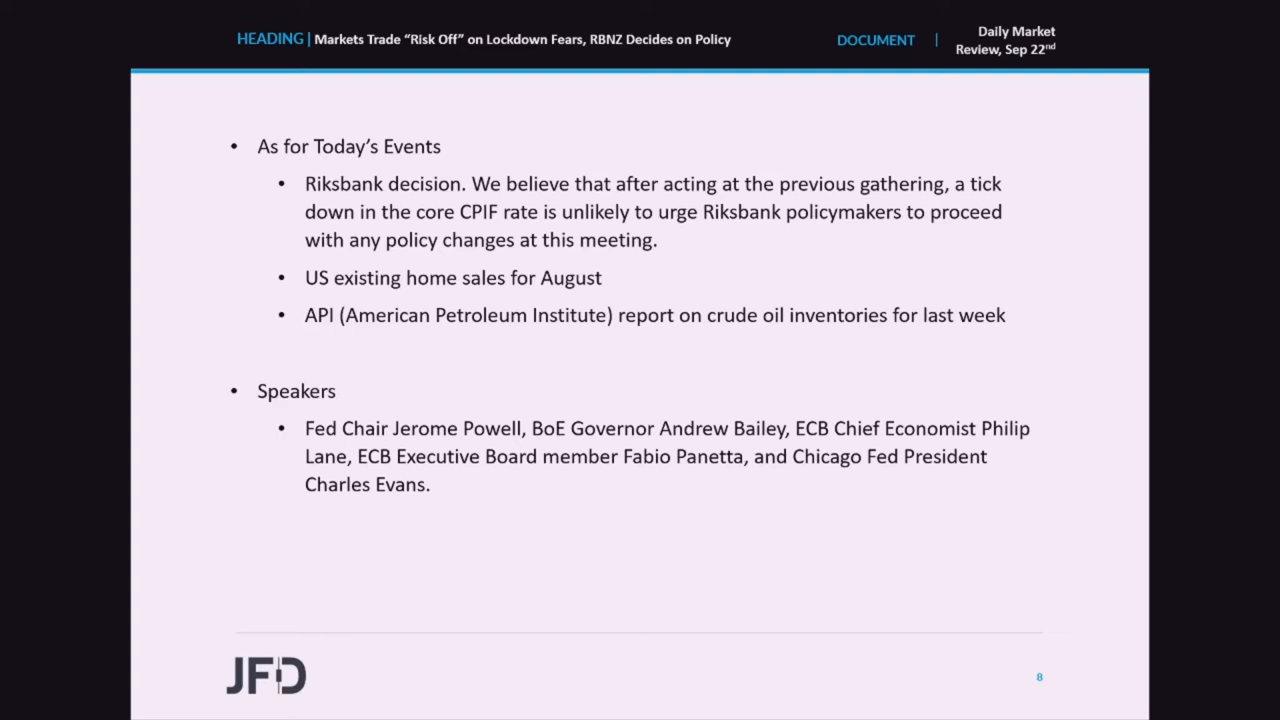 HEADING | Markets Trade “Risk Off” on Lockdown Fears, RBNZ Decides on Policy
DOCUMENT | Daily Market
Review, Sep 22nd
• As for Today’s Events
• Riksbank decision. We believe that after acting at the previous gathering, a tick
down in the core CPIF rate is unlikely to urge Riksbank policymakers to proceed
with any policy changes at this meeting.
• US existing home sales for August
• API (American Petroleum Institute) report on crude oil inventories for last week
• Speakers
• Fed Chair Jerome Powell, BoE Governor Andrew Bailey, ECB Chief Economist Philip
Lane, ECB Executive Board member Fabio Panetta, and Chicago Fed President
Charles Evans.
JFD
8